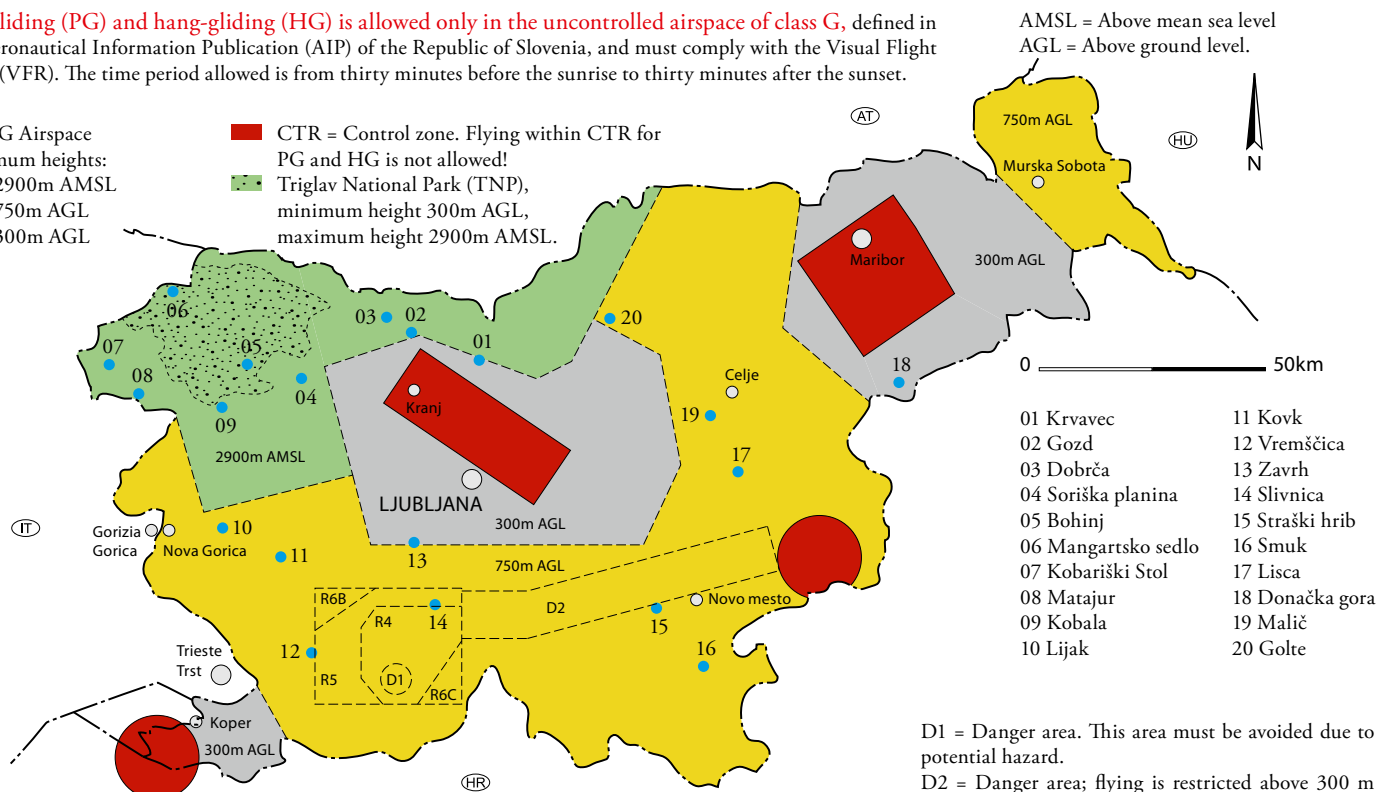 liding (PG) and hang-gliding (HG) is allowed only in the uncontrolled airspace of class G, defined in
eronautical Information Publication (AIP) of the Republic of Slovenia, and must comply with the Visual Flight
(VFR). The time period allowed is from thirty minutes before the sunrise to thirty minutes after the sunset.
AMSL = Above mean sea level
AGL = Above ground level.
G Airspace
num heights:
2900m AMSL
750m AGL
300m AGL
CTR = Control zone. Flying within CTR for
PG and HG is not allowed!
Triglav National Park (TNP),
minimum height 300m AGL,
maximum height 2900m AMSL.
AT
750m AGL
HU
Murska Sobota
N
Maribor
300m AGL
06
03
02
20
01
07
05
08
04
09
Kranj
Celje
18
19
17
2900m AMSL
LJUBLJANA
300m AGL
IT
Gorizia
Gorica
Nova Gorica
10
11
13
750m AGL
R6B
R4
14
D2
Novo mesto
15
12
16
Trieste
Trst
R5
D1
R6C
Koper
300m AGL
HR
0
50km
01 Krvavec
02 Gozd
03 Dobrča
04 Soriška planina
05 Bohinj
06 Mangartsko sedlo
07 Kobariški Stol
08 Matajur
09 Kobala
10 Lijak
11 Kovk
12 Vremščica
13 Zavrh
14 Slivnica
15 Straški hrib
16 Smuk
17 Lisca
18 Donačka gora
19 Malič
20 Golte
D1 = Danger area. This area must be avoided due to
potential hazard.
D2 = Danger area; flying is restricted above 300 m